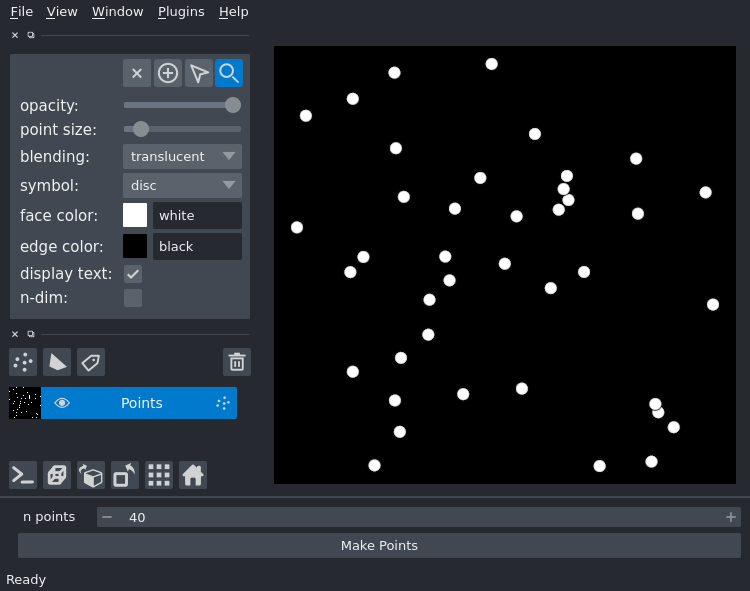 File View Window Plugins Help
opacity:
point size:
blending: translucent
symbol: disc
face color: white
edge color: black
display text:
n-dim:
Points
n points 40
Make Points
Ready